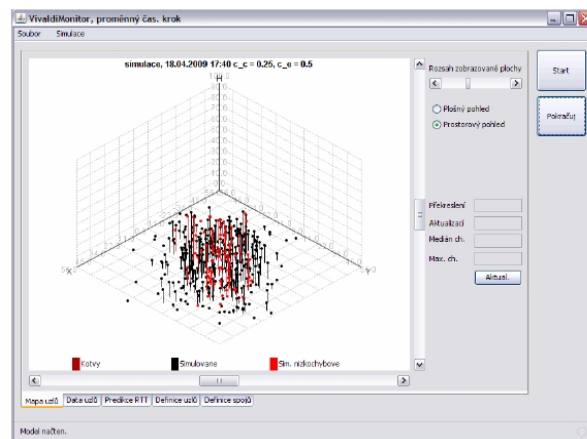 VivaldiMonitor, proměnný čas. krok
Soubor Simulace
simulace, 18.04.2009 17:40 c_c = 0.25, c_e = 0.5
H
Rozsah zobrazované plochy
Plošný pohled
Prostorový pohled
Start
Pokračuj
Překreslení
Aktualizací
Medián ch.
Max. ch.
Aktual.
Kotvy Simulovane Sim. nizkochybove
Mapa uzlů Data uzlů Predikce RTT Definice uzlů Definice spojů
Model načten.